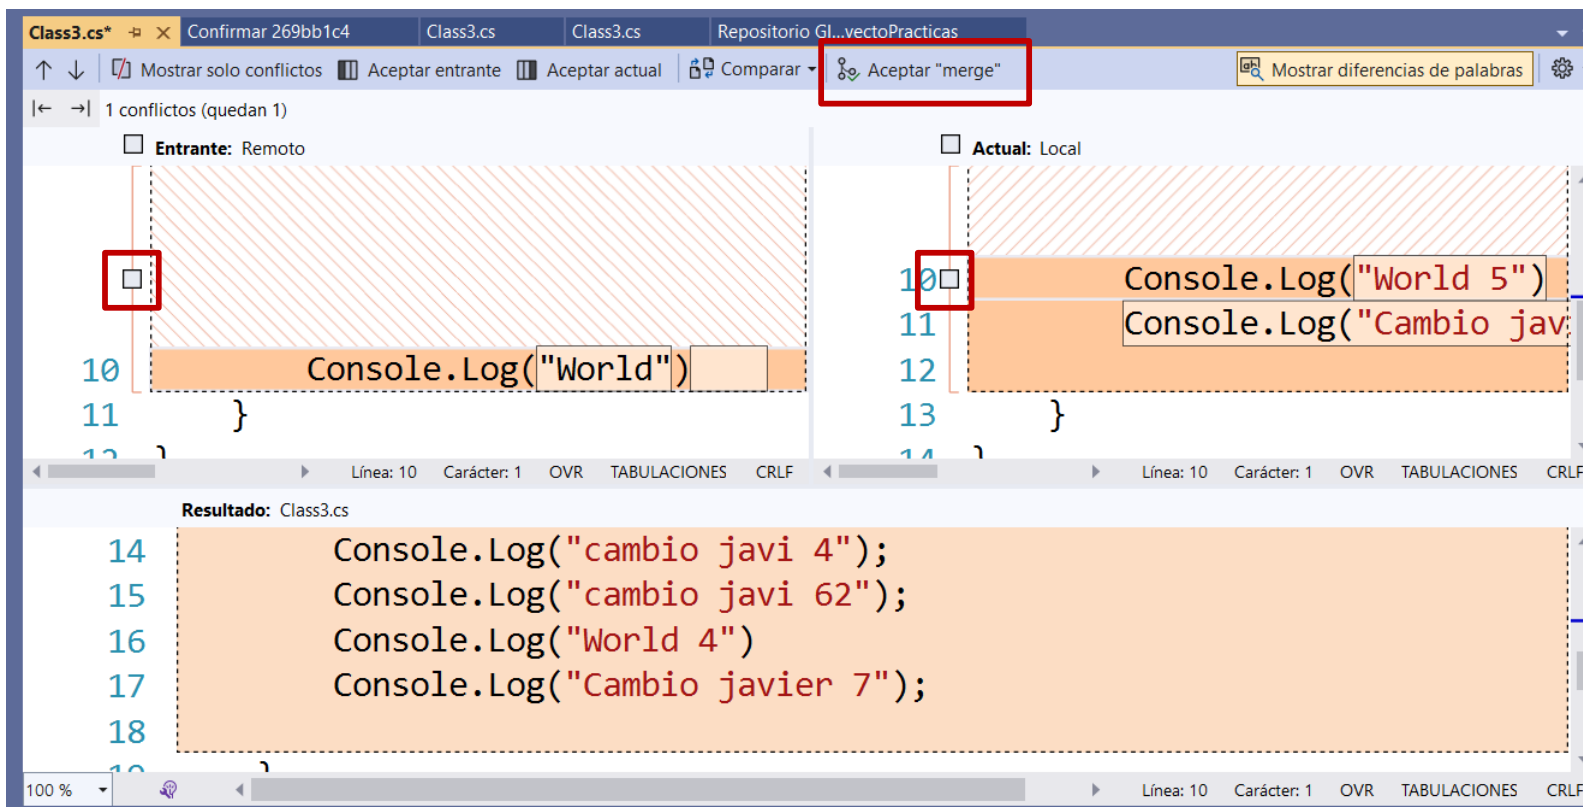 Class3.cs* Confirmar 269bb1c4 Class3.cs Class3.cs Repositorio GI...vectoPracticas
Mostrar solo conflictos Aceptar entrante Aceptar actual Comparar Aceptar "merge" Mostrar diferencias de palabras
1 conflictos (quedan 1)
Entrante: Remoto
10 Console.Log("World")
11 }
12 }
Línea: 10 Carácter: 1 OVR TABULACIONES CRLF
Actual: Local
10 Console.Log("World 5")
11 Console.Log("Cambio jav
12
13 }
14 }
Línea: 10 Carácter: 1 OVR TABULACIONES CRLF
Resultado: Class3.cs
14 Console.Log("cambio javi 4");
15 Console.Log("cambio javi 62");
16 Console.Log("World 4")
17 Console.Log("Cambio javier 7");
18
19 }
100 % Línea: 10 Carácter: 1 OVR TABULACIONES CRLF